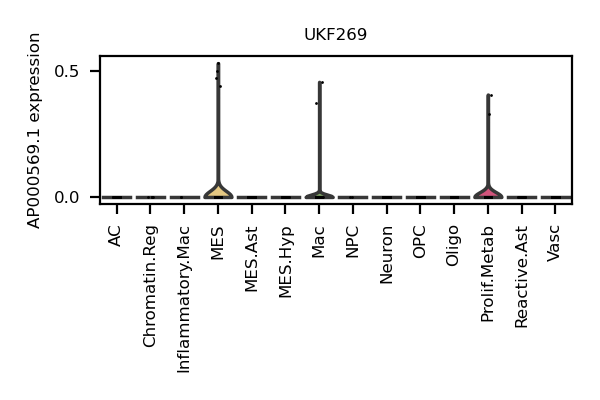 UKF269
AP000569.1 expression
0.5
0.0
AC
Chromatin.Reg
Inflammatory.Mac
MES
MES.Ast
MES.Hyp
Mac
NPC
Neuron
OPC
Oligo
Prolif.Metab
Reactive.Ast
Vasc